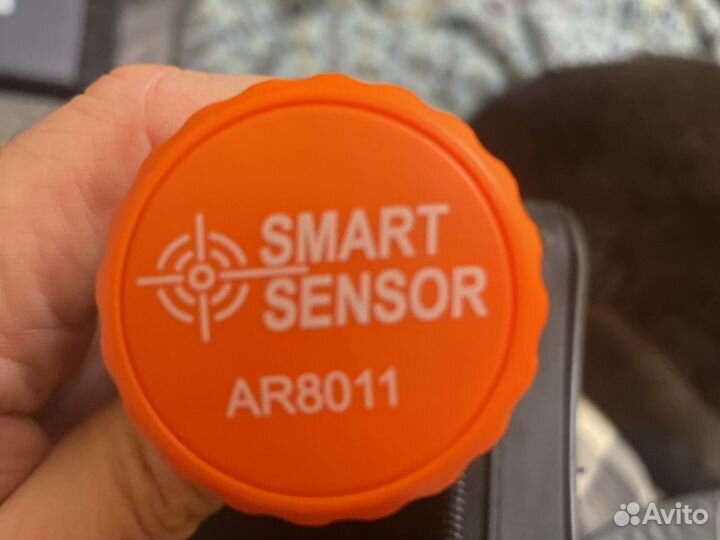 SMART
SENSOR
AR8011
Avito